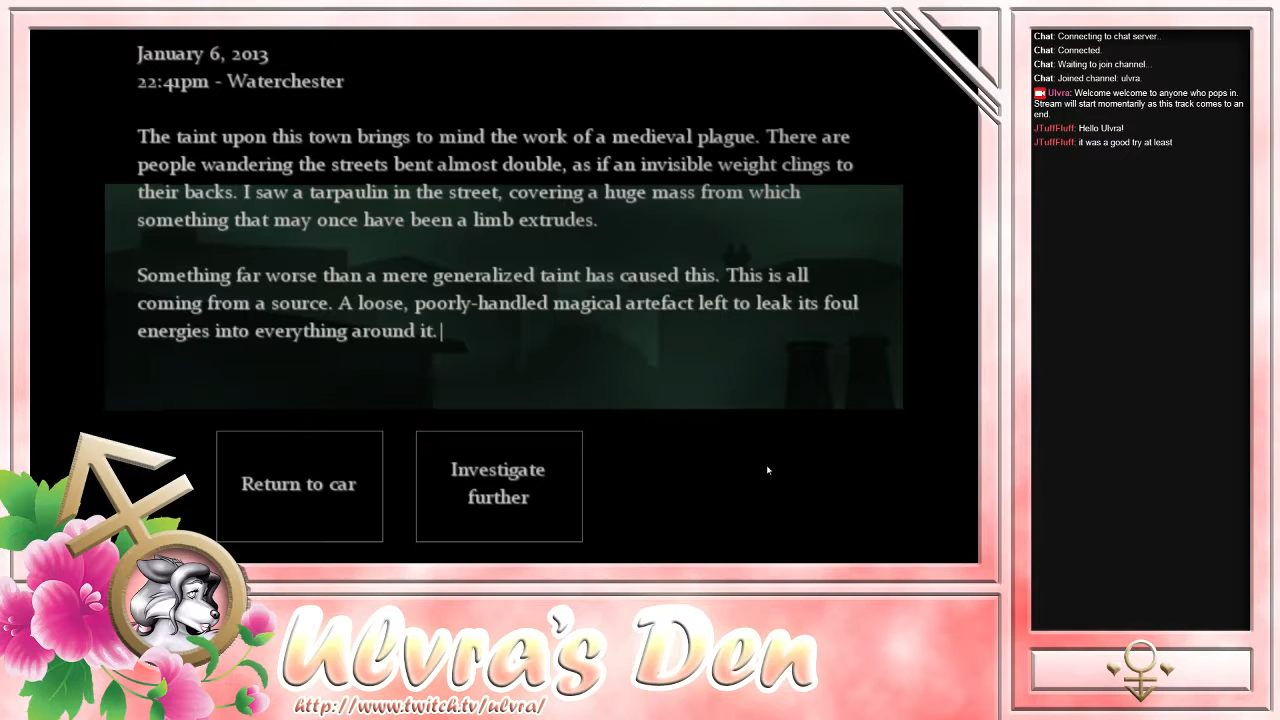 January 6, 2013
22:41pm - Waterchester
The taint upon this town brings to mind the work of a medieval plague. There are
people wandering the streets bent almost double, as if an invisible weight clings to
their backs. I saw a tarpaulin in the street, covering a huge mass from which
something that may once have been a limb extrudes.
Something far worse than a mere generalized taint has caused this. This is all
coming from a source. A loose, poorly-handled magical artefact left to leak its foul
energies into everything around it.|
Return to car
Investigate
further
Ulvra's Den
http://www.twitch.tv/ulvra/
Chat: Connecting to chat server..
Chat: Connected.
Chat: Waiting to join channel...
Chat: Joined channel: ulvra.
Ulvra: Welcome welcome to anyone who pops in.
Stream will start momentarily as this track comes to an
end.
JTuffFluff: Hello Ulvra!
JTuffFluff: it was a good try at least